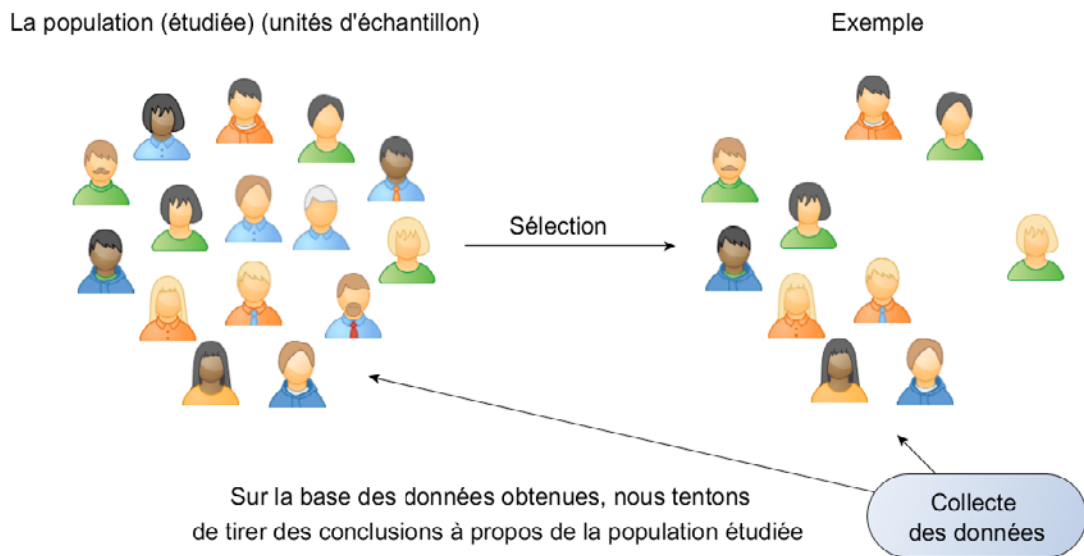 La population (étudiée) (unités d'échantillon)
Exemple
Sélection
Sur la base des données obtenues, nous tentons
de tirer des conclusions à propos de la population étudiée
Collecte
des données